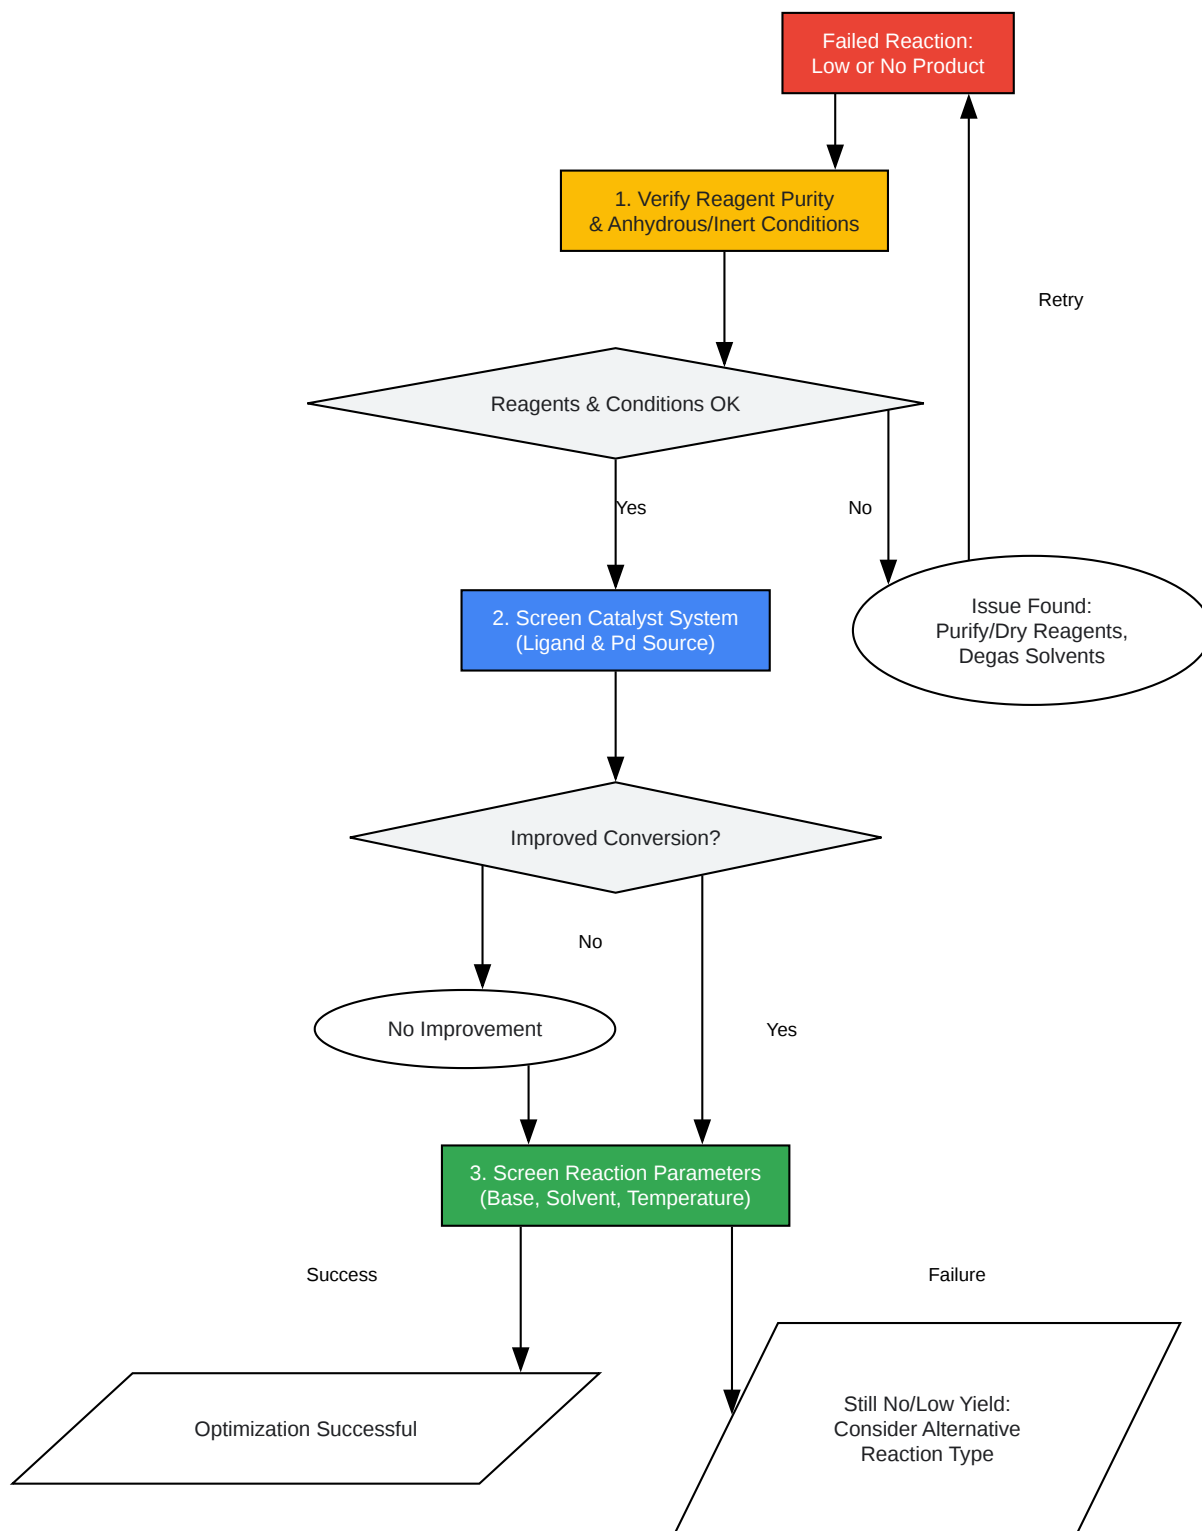 Failed Reaction:
Low or No Product
1. Verify Reagent Purity
& Anhydrous/Inert Conditions
Retry
Reagents & Conditions OK
Yes
No
Issue Found:
Purify/Dry Reagents,
Degas Solvents
2. Screen Catalyst System
(Ligand & Pd Source)
Improved Conversion?
No
No Improvement
Yes
3. Screen Reaction Parameters
(Base, Solvent, Temperature)
Success
Failure
Optimization Successful
Still No/Low Yield:
Consider Alternative
Reaction Type